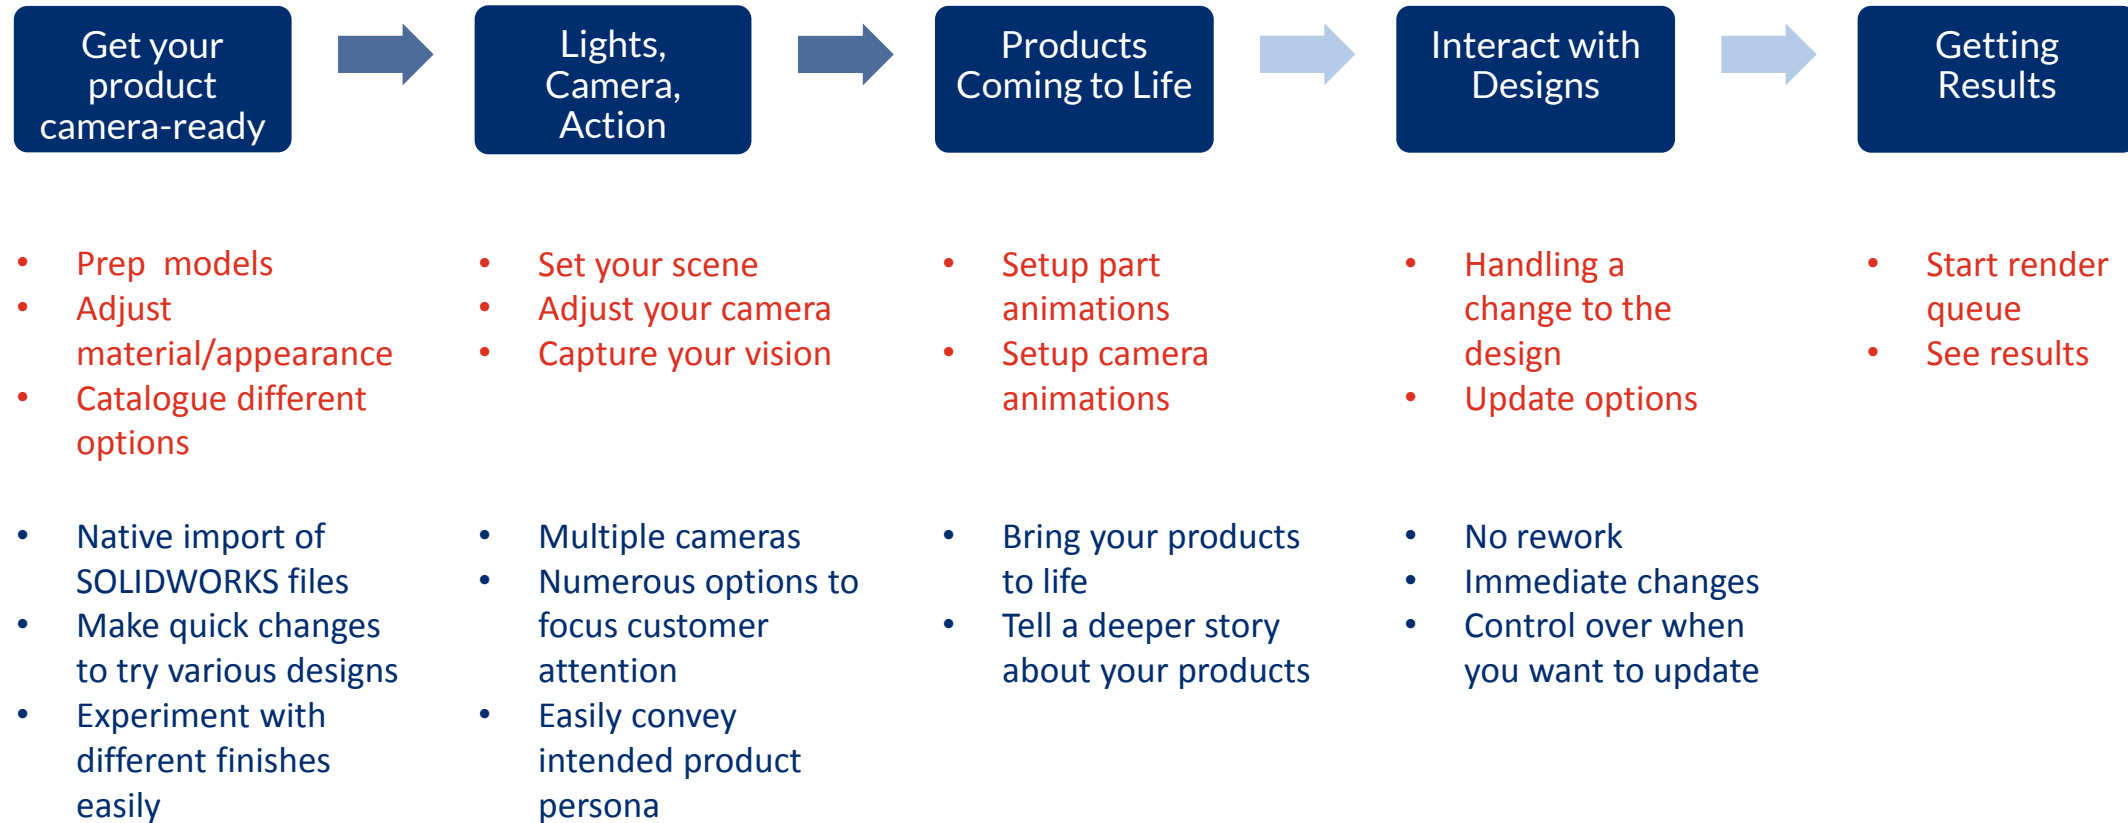 Get your
product
camera-ready
Lights,
Camera,
Action
Products
Coming to Life
Interact with
Designs
Getting
Results
• Prep  models
• Adjust
material/appearance
• Catalogue different
options
• Set your scene
• Adjust your camera
• Capture your vision
• Setup part
animations
• Setup camera
animations
• Handling a
change to the
design
• Update options
• Start render
queue
• See results
• Native import of
SOLIDWORKS files
• Make quick changes
to try various designs
• Experiment with
different finishes
easily
• Multiple cameras
• Numerous options to
focus customer
attention
• Easily convey
intended product
persona
• Bring your products
to life
• Tell a deeper story
about your products
• No rework
• Immediate changes
• Control over when
you want to update